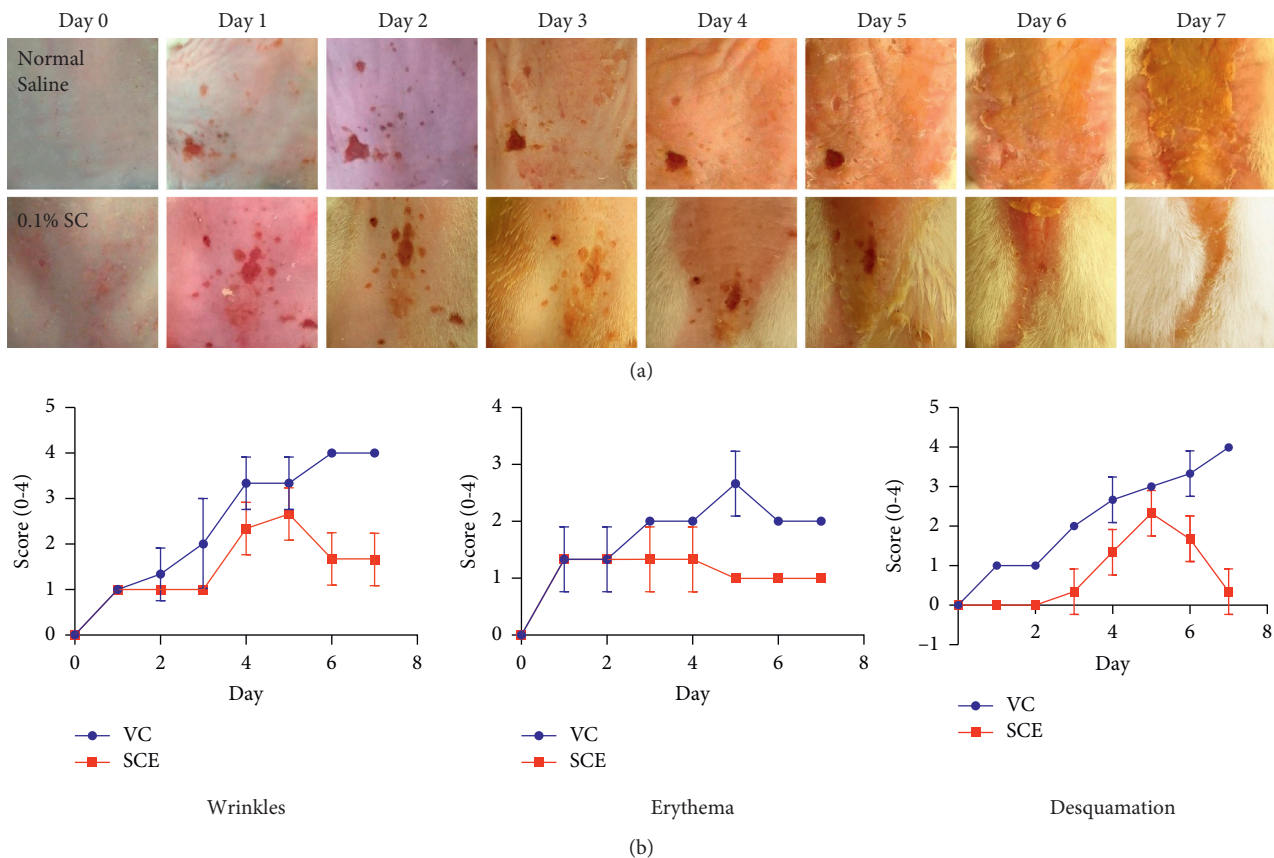 Day 0 Day 1 Day 2 Day 3 Day 4 Day 5 Day 6 Day 7
Normal
Saline
0.1% SC
(a)
5
4
3
2
1
0
Score (0-4)
0 2 4 6 8
Day
VC
SCE
Wrinkles
4
3
2
1
0
Score (0-4)
0 2 4 6 8
Day
VC
SCE
Erythema
5
4
3
2
1
0
−1
Score (0-4)
2 4 6 8
Day
VC
SCE
Desquamation
(b)